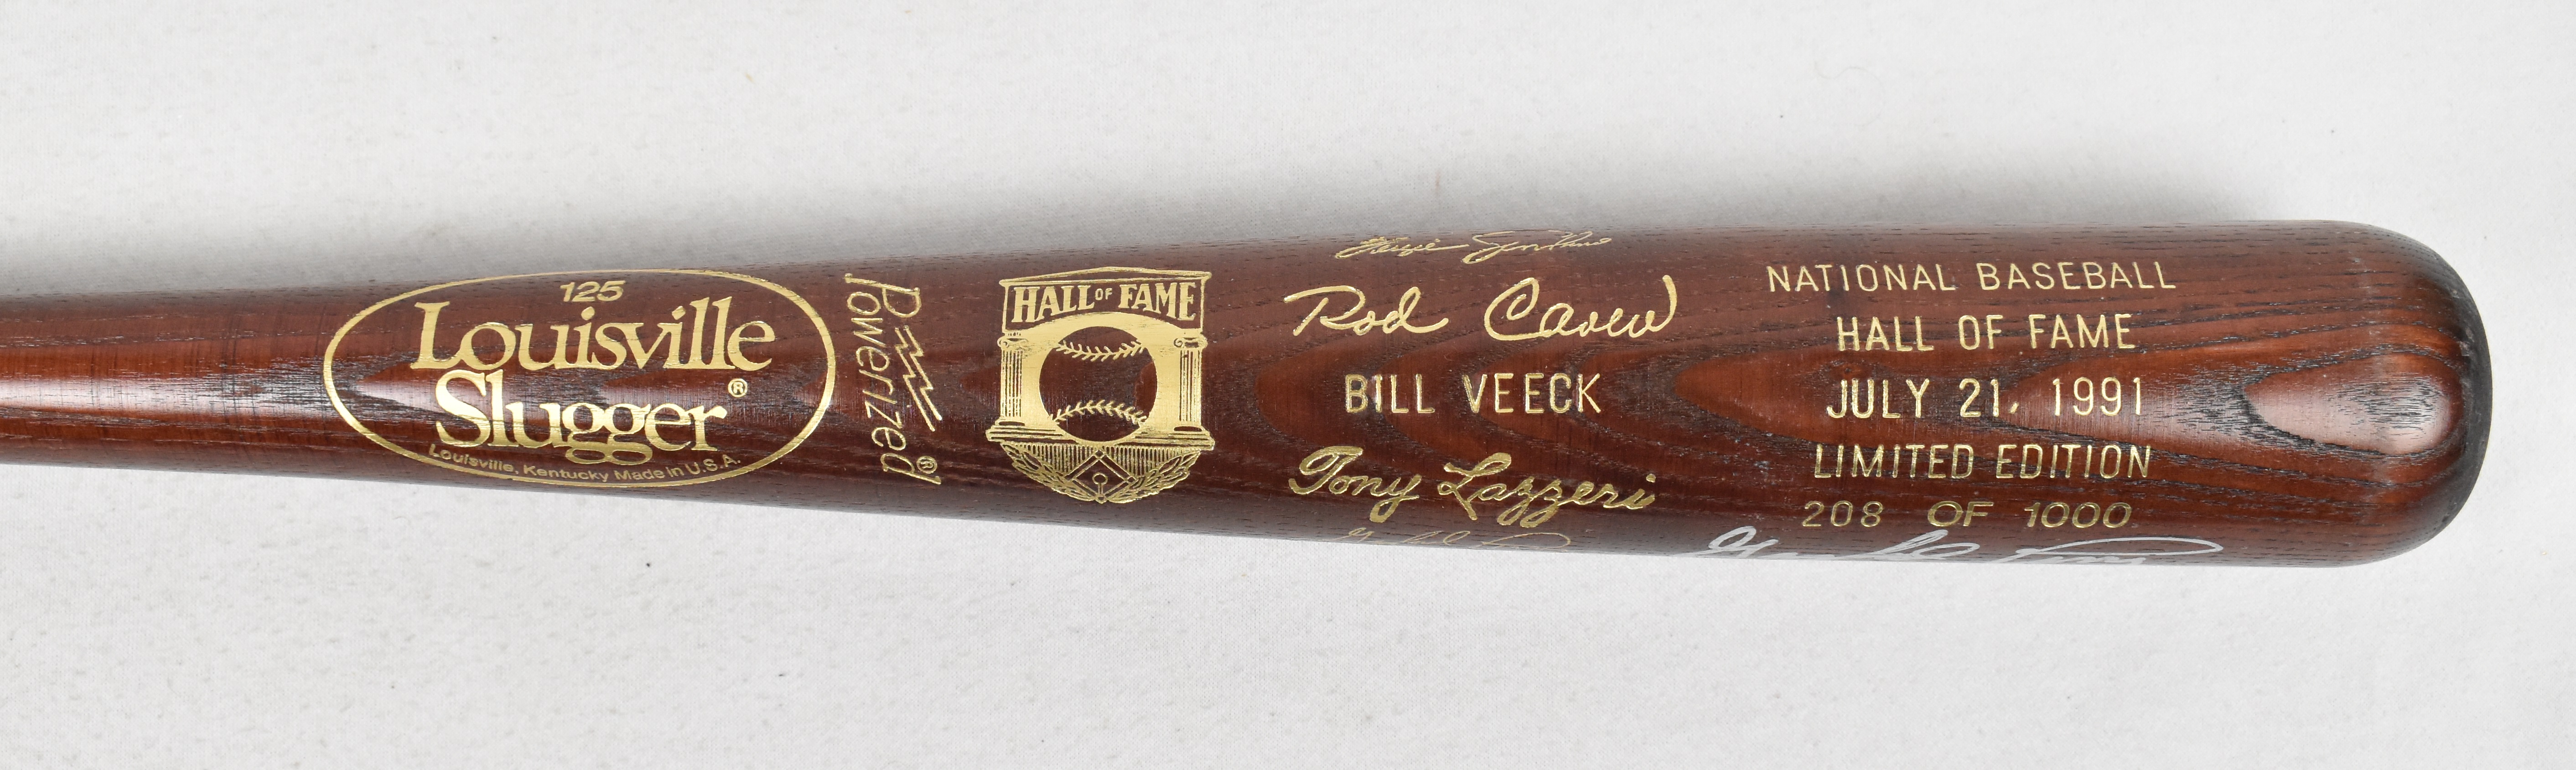 125
Louisville
Slugger®
Louisville, Kentucky Made in U.S.A.
Powerized®
HALL OF FAME
Rod Carew
BILL VEECK
Tony Lazzeri
NATIONAL BASEBALL
HALL OF FAME
JULY 21, 1991
LIMITED EDITION
208 OF 1000